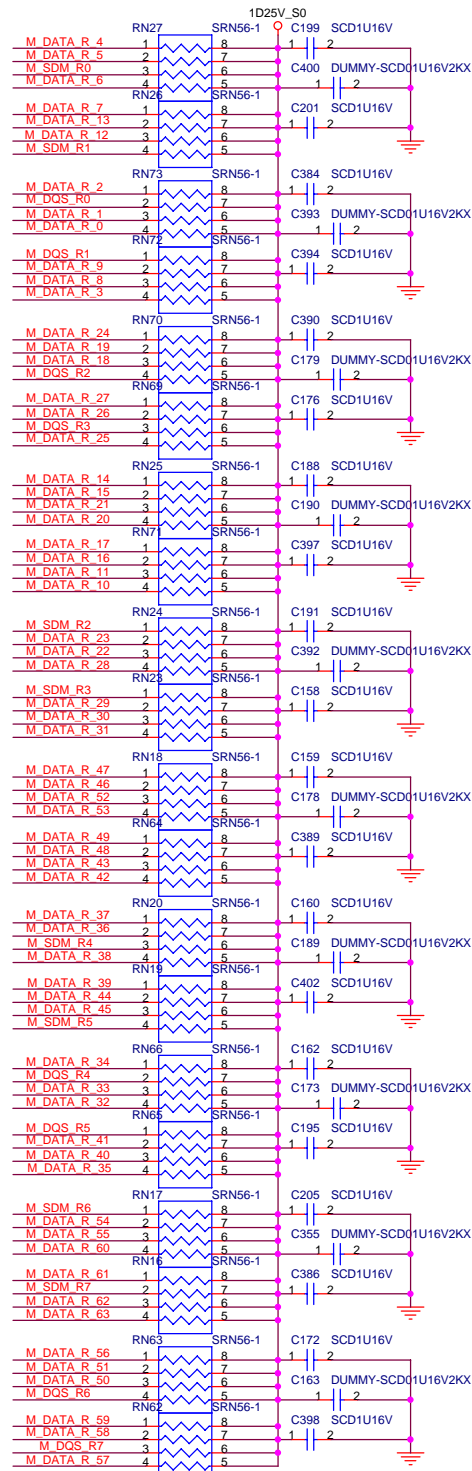 1D25V_S0
RN27 SRN56-1 C199 SCD1U16V
M_DATA_R_4 1 8 1 2
M_DATA_R_5 2 7
M_SDM_R0 3 6 C400 DUMMY-SCD01U16V2KX
M_DATA_R_6 4 5 1 2
RN26 SRN56-1 C201 SCD1U16V
M_DATA_R_7 1 8
M_DATA_R_13 2 7 1 2
M_DATA_R_12 3 6
M_SDM_R1 4 5
RN73 SRN56-1 C384 SCD1U16V
M_DATA_R_2 1 8 1 2
M_DQS_R0 2 7
M_DATA_R_1 3 6 C393 DUMMY-SCD01U16V2KX
M_DATA_R_0 4 5 1 2
RN72 SRN56-1 C394 SCD1U16V
M_DQS_R1 1 8
M_DATA_R_9 2 7 1 2
M_DATA_R_8 3 6
M_DATA_R_3 4 5
RN70 SRN56-1 C390 SCD1U16V
M_DATA_R_24 1 8 1 2
M_DATA_R_19 2 7
M_DATA_R_18 3 6 C179 DUMMY-SCD01U16V2KX
M_DQS_R2 4 5 1 2
RN69 SRN56-1 C176 SCD1U16V
M_DATA_R_27 1 8
M_DATA_R_26 2 7 1 2
M_DQS_R3 3 6
M_DATA_R_25 4 5
RN25 SRN56-1 C188 SCD1U16V
M_DATA_R_14 1 8 1 2
M_DATA_R_15 2 7
M_DATA_R_21 3 6 C190 DUMMY-SCD01U16V2KX
M_DATA_R_20 4 5 1 2
RN71 SRN56-1 C397 SCD1U16V
M_DATA_R_17 1 8
M_DATA_R_16 2 7 1 2
M_DATA_R_11 3 6
M_DATA_R_10 4 5
RN24 SRN56-1 C191 SCD1U16V
M_SDM_R2 1 8 1 2
M_DATA_R_23 2 7
M_DATA_R_22 3 6 C392 DUMMY-SCD01U16V2KX
M_DATA_R_28 4 5 1 2
RN23 SRN56-1 C158 SCD1U16V
M_SDM_R3 1 8
M_DATA_R_29 2 7 1 2
M_DATA_R_30 3 6
M_DATA_R_31 4 5
RN18 SRN56-1 C159 SCD1U16V
M_DATA_R_47 1 8 1 2
M_DATA_R_46 2 7
M_DATA_R_52 3 6 C178 DUMMY-SCD01U16V2KX
M_DATA_R_53 4 5 1 2
RN64 SRN56-1 C389 SCD1U16V
M_DATA_R_49 1 8
M_DATA_R_48 2 7 1 2
M_DATA_R_43 3 6
M_DATA_R_42 4 5
RN20 SRN56-1 C160 SCD1U16V
M_DATA_R_37 1 8 1 2
M_DATA_R_36 2 7
M_SDM_R4 3 6 C189 DUMMY-SCD01U16V2KX
M_DATA_R_38 4 5 1 2
RN19 SRN56-1 C402 SCD1U16V
M_DATA_R_39 1 8
M_DATA_R_44 2 7 1 2
M_DATA_R_45 3 6
M_SDM_R5 4 5
RN66 SRN56-1 C162 SCD1U16V
M_DATA_R_34 1 8 1 2
M_DQS_R4 2 7
M_DATA_R_33 3 6 C173 DUMMY-SCD01U16V2KX
M_DATA_R_32 4 5 1 2
RN65 SRN56-1 C195 SCD1U16V
M_DQS_R5 1 8
M_DATA_R_41 2 7 1 2
M_DATA_R_40 3 6
M_DATA_R_35 4 5
RN17 SRN56-1 C205 SCD1U16V
M_SDM_R6 1 8 1 2
M_DATA_R_54 2 7
M_DATA_R_55 3 6 C355 DUMMY-SCD01U16V2KX
M_DATA_R_60 4 5 1 2
RN16 SRN56-1 C386 SCD1U16V
M_DATA_R_61 1 8
M_SDM_R7 2 7 1 2
M_DATA_R_62 3 6
M_DATA_R_63 4 5
RN63 SRN56-1 C172 SCD1U16V
M_DATA_R_56 1 8 1 2
M_DATA_R_51 2 7
M_DATA_R_50 3 6 C163 DUMMY-SCD01U16V2KX
M_DQS_R6 4 5 1 2
RN62 SRN56-1 C398 SCD1U16V
M_DATA_R_59 1 8
M_DATA_R_58 2 7 1 2
M_DQS_R7 3 6
M_DATA_R_57 4 5